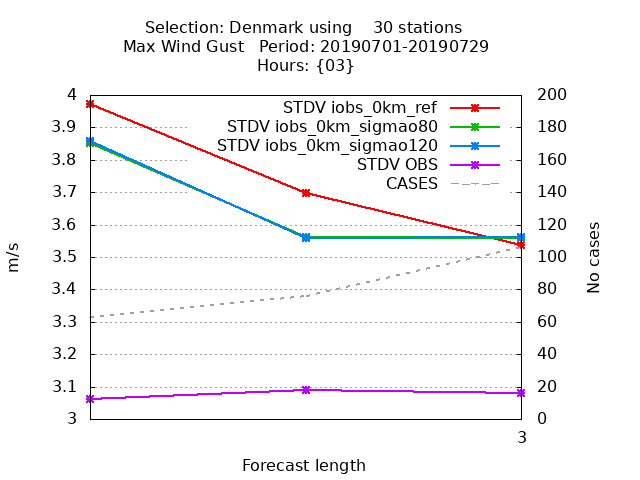 Selection: Denmark using    30 stations
Max Wind Gust   Period: 20190701-20190729
Hours: {03}
4
3.9
3.8
3.7
3.6
3.5
3.4
3.3
3.2
3.1
3
m/s
STDV iobs_0km_ref
STDV iobs_0km_sigmao80
STDV iobs_0km_sigmao120
STDV OBS
CASES
200
180
160
140
120
100
80
60
40
20
0
No cases
3
Forecast length